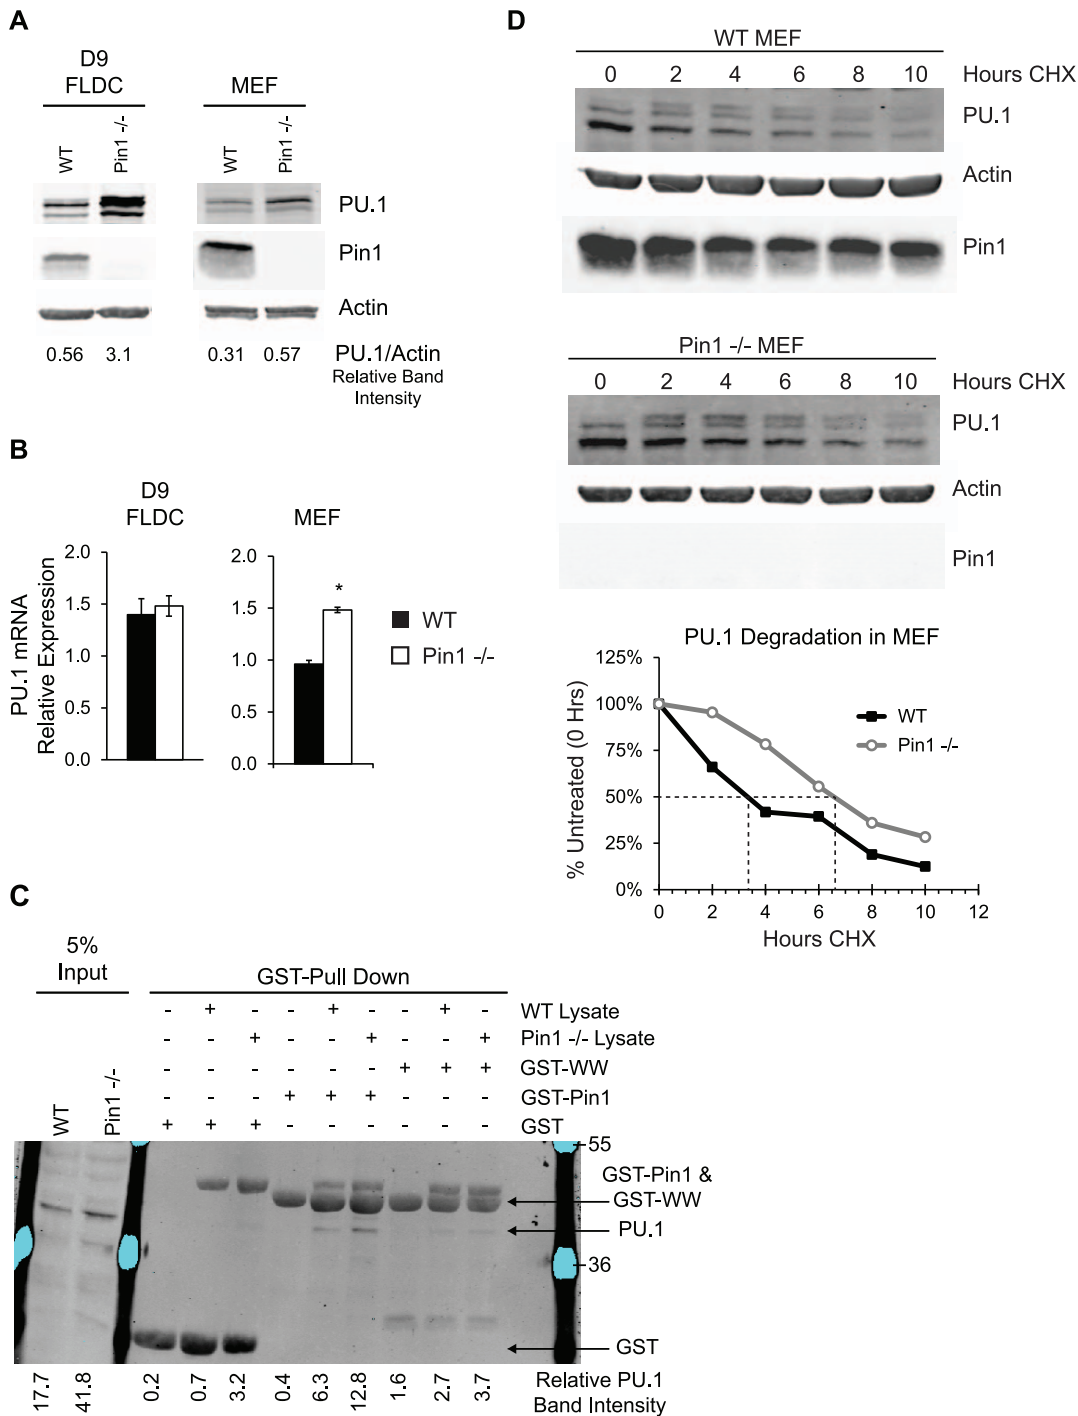 A
D9
FLDC
MEF
WT
Pin1 -/-
WT
Pin1 -/-
PU.1
Pin1
Actin
0.56 3.1 0.31 0.57 PU.1/Actin
Relative Band
Intensity
B
D9
FLDC
MEF
PU.1 mRNA
Relative Expression
2.0
1.5
1.0
0.5
0.0
2.0
1.5
1.0
0.5
0.0
*
WT
Pin1 -/-
C
5%
Input
GST-Pull Down
- + - - + - - + - WT Lysate
- - + - - + - - + Pin1 -/- Lysate
- - - - - - + + + GST-WW
- - - + + + - - - GST-Pin1
+ + + - - - - - - GST
WT
Pin1 -/-
55
GST-Pin1 &
GST-WW
PU.1
36
GST
17.7 41.8 0.2 0.7 3.2 0.4 6.3 12.8 1.6 2.7 3.7
Relative PU.1
Band Intensity
D
WT MEF
0 2 4 6 8 10 Hours CHX
PU.1
Actin
Pin1
Pin1 -/- MEF
0 2 4 6 8 10 Hours CHX
PU.1
Actin
Pin1
PU.1 Degradation in MEF
% Untreated (0 Hrs)
125%
100%
75%
50%
25%
0%
WT
Pin1 -/-
0 2 4 6 8 10 12
Hours CHX